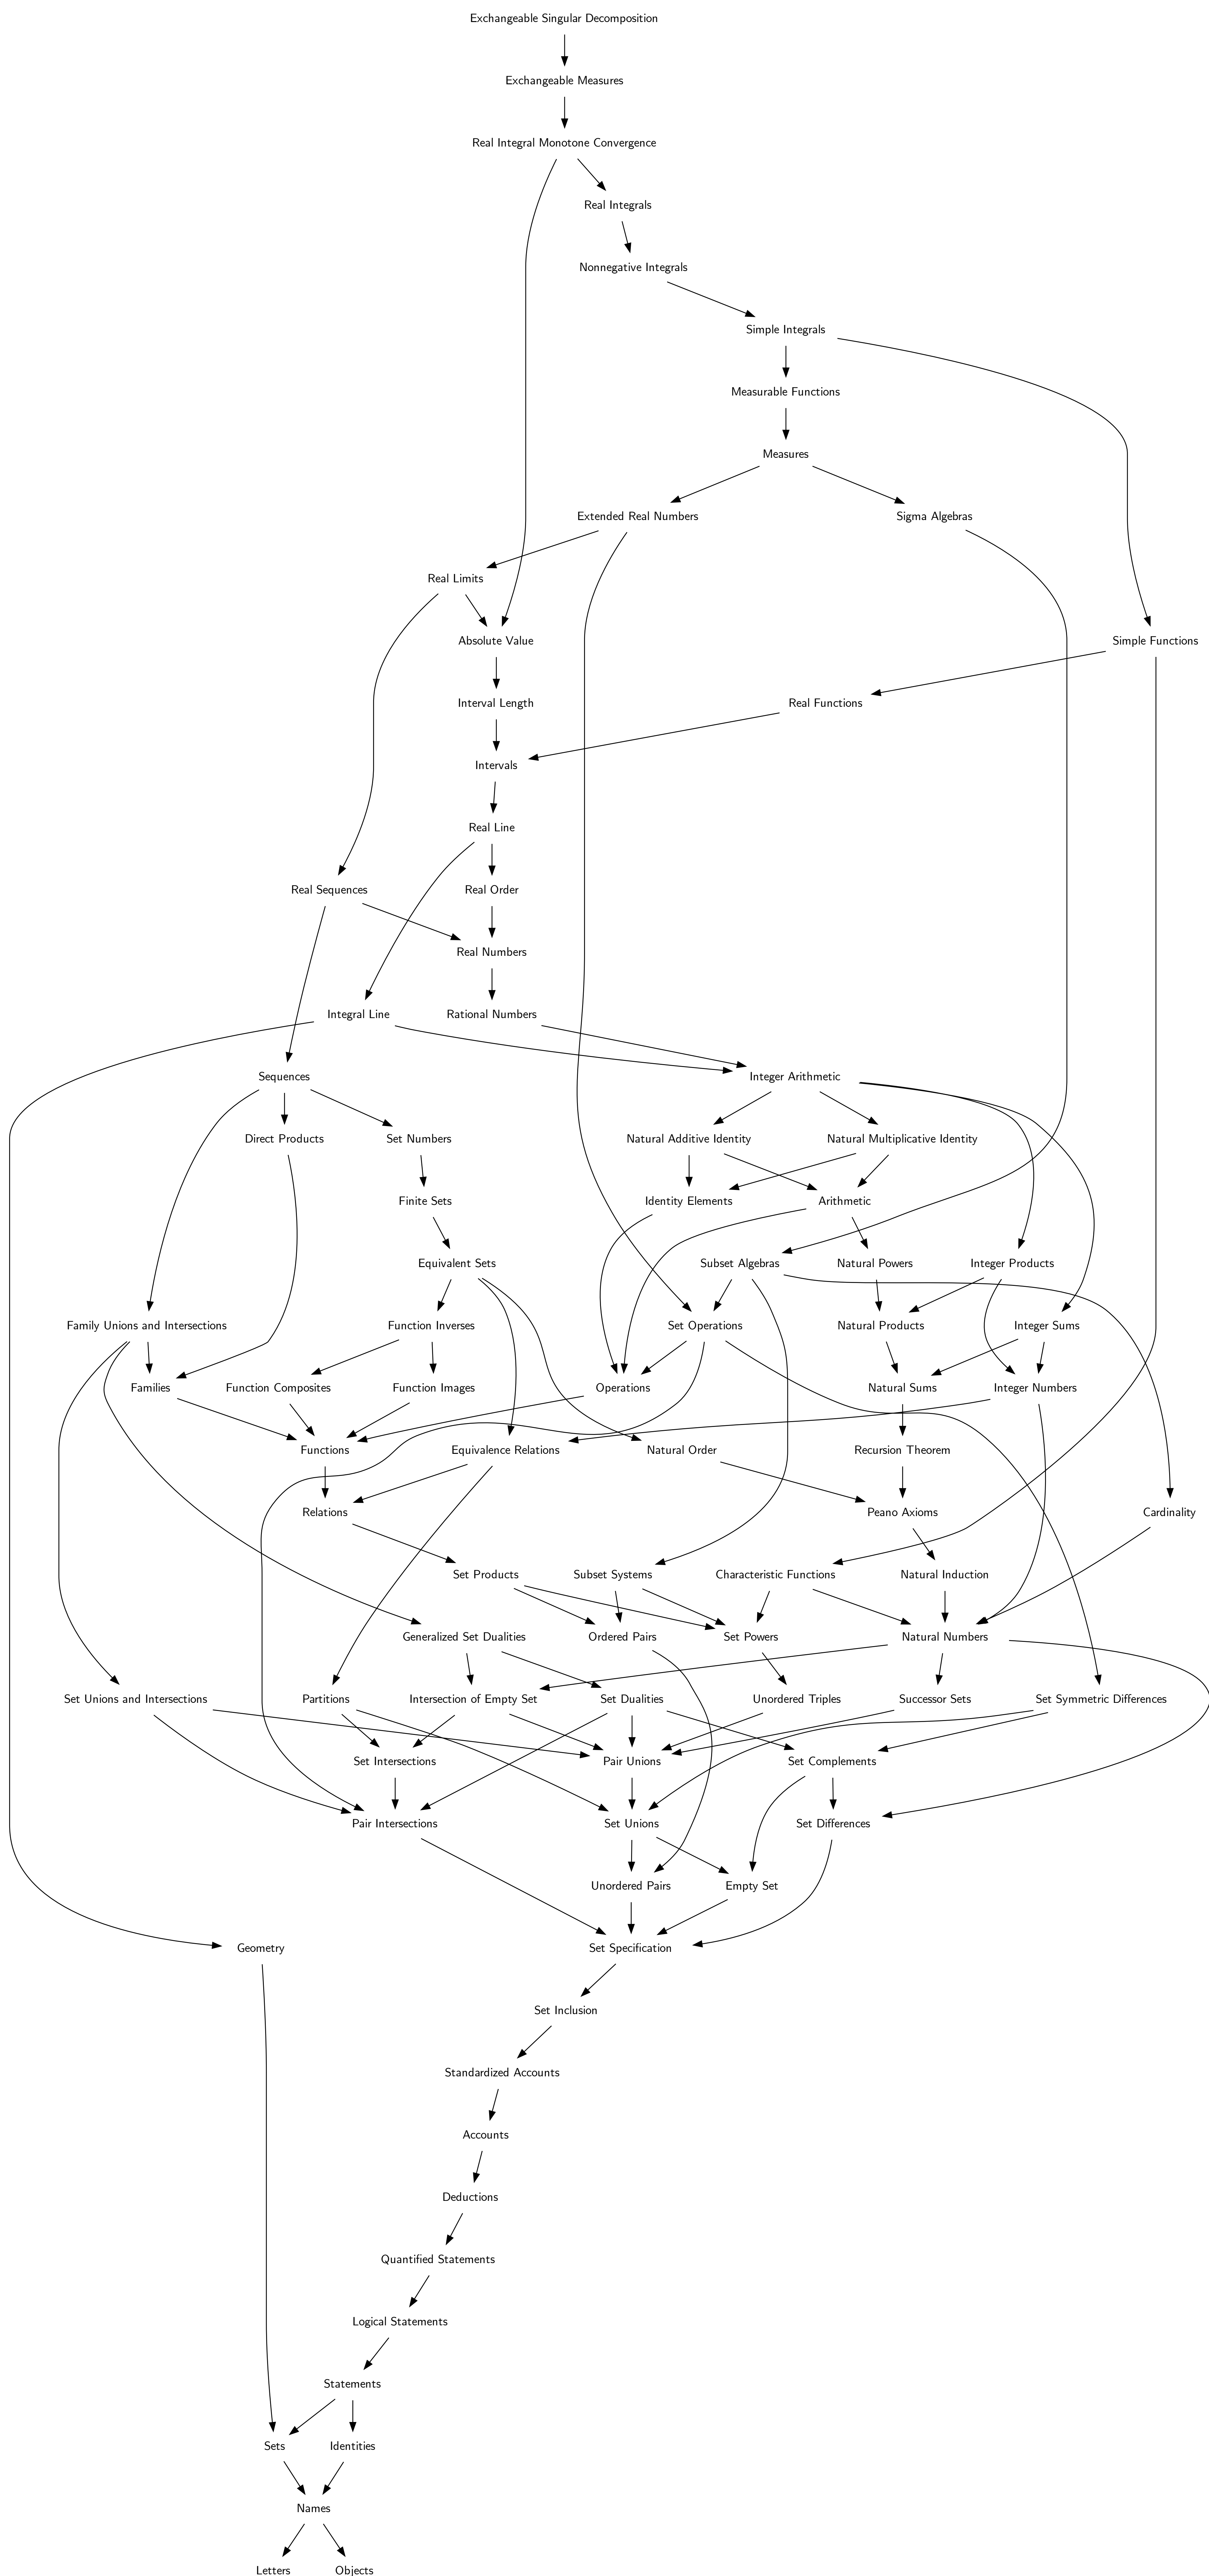 Exchangeable Singular Decomposition
Exchangeable Measures
Real Integral Monotone Convergence
Real Integrals
Nonnegative Integrals
Simple Integrals
Measurable Functions
Measures
Extended Real Numbers
Sigma Algebras
Real Limits
Absolute Value
Simple Functions
Interval Length
Real Functions
Intervals
Real Line
Real Sequences
Real Order
Real Numbers
Integral Line
Rational Numbers
Sequences
Integer Arithmetic
Direct Products
Set Numbers
Natural Additive Identity
Natural Multiplicative Identity
Finite Sets
Identity Elements
Arithmetic
Equivalent Sets
Subset Algebras
Natural Powers
Integer Products
Family Unions and Intersections
Function Inverses
Set Operations
Natural Products
Integer Sums
Families
Function Composites
Function Images
Operations
Natural Sums
Integer Numbers
Functions
Equivalence Relations
Natural Order
Recursion Theorem
Relations
Peano Axioms
Cardinality
Set Products
Subset Systems
Characteristic Functions
Natural Induction
Generalized Set Dualities
Ordered Pairs
Set Powers
Natural Numbers
Set Unions and Intersections
Partitions
Intersection of Empty Set
Set Dualities
Unordered Triples
Successor Sets
Set Symmetric Differences
Set Intersections
Pair Unions
Set Complements
Pair Intersections
Set Unions
Set Differences
Unordered Pairs
Empty Set
Geometry
Set Specification
Set Inclusion
Standardized Accounts
Accounts
Deductions
Quantified Statements
Logical Statements
Statements
Sets
Identities
Names
Letters
Objects